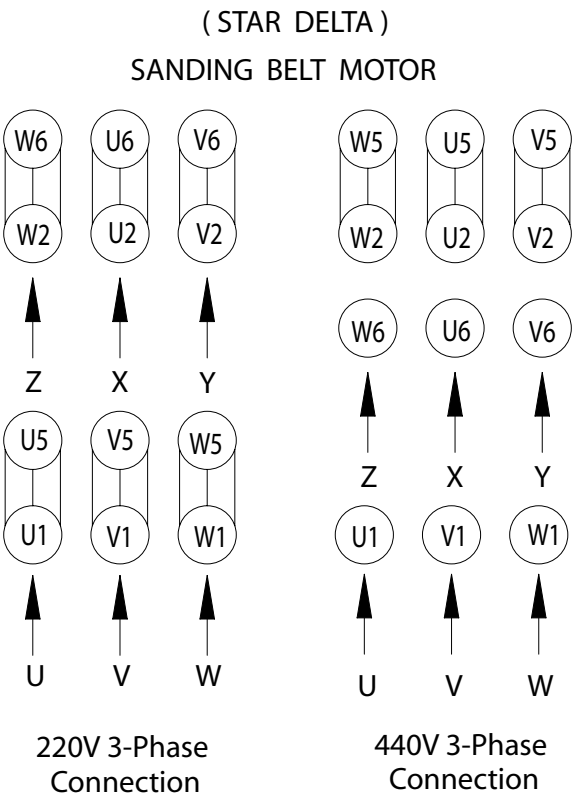 ( STAR DELTA )
SANDING BELT MOTOR
W6 U6 V6
W2 U2 V2
Z X Y
U5 V5 W5
U1 V1 W1
U V W
220V 3-Phase
Connection
W5 U5 V5
W2 U2 V2
W6 U6 V6
Z X Y
U1 V1 W1
U V W
440V 3-Phase
Connection